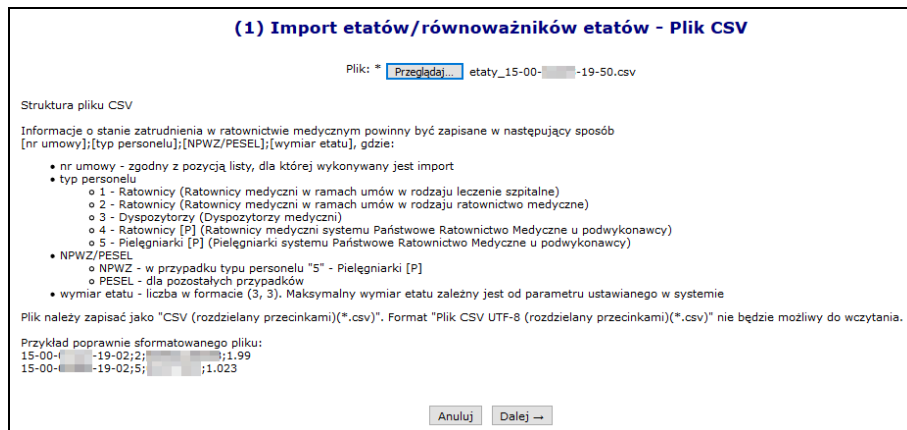 (1) Import etatów/równoważników etatów - Plik CSV
Plik: * Przeglądaj... etaty_15-00- -19-50.csv
Struktura pliku CSV
Informacje o stanie zatrudnienia w ratownictwie medycznym powinny być zapisane w następujący sposób
[nr umowy];[typ personelu];[NPWZ/PESEL];[wymiar etatu], gdzie:
• nr umowy - zgodny z pozycją listy, dla której wykonywany jest import
• typ personelu
o 1 - Ratownicy (Ratownicy medyczni w ramach umów w rodzaju leczenie szpitalne)
o 2 - Ratownicy (Ratownicy medyczni w ramach umów w rodzaju ratownictwo medyczne)
o 3 - Dyspozytorzy (Dyspozytorzy medyczni)
o 4 - Ratownicy [P] (Ratownicy medyczni systemu Państwowe Ratownictwo Medyczne u podwykonawcy)
o 5 - Pielęgniarki [P] (Pielęgniarki systemu Państwowe Ratownictwo Medyczne u podwykonawcy)
• NPWZ/PESEL
o NPWZ - w przypadku typu personelu "5" - Pielęgniarki [P]
o PESEL - dla pozostałych przypadków
• wymiar etatu - liczba w formacie (3, 3). Maksymalny wymiar etatu zależny jest od parametru ustawianego w systemie
Plik należy zapisać jako "CSV (rozdzielany przecinkami)(*.csv)". Format "Plik CSV UTF-8 (rozdzielany przecinkami)(*.csv)" nie będzie możliwy do wczytania.
Przykład poprawnie sformatowanego pliku:
15-00- -19-02;2; ;1.99
15-00- -19-02;5; ;1.023
Anuluj Dalej →